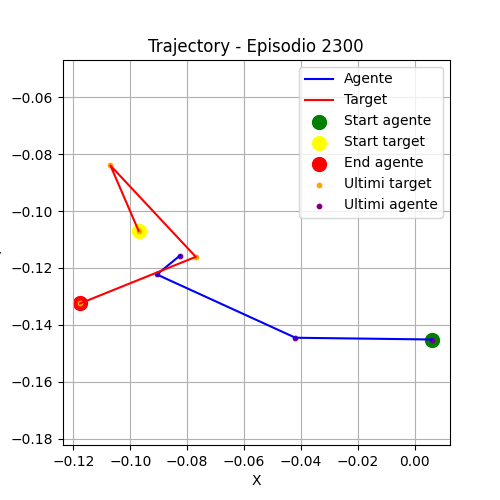 Trajectory - Episodio 2300
Agente
Target
Start agente
Start target
End agente
Ultimi target
Ultimi agente
−0.06
−0.08
−0.10
−0.12
−0.14
−0.16
−0.18
−0.12 −0.10 −0.08 −0.06 −0.04 −0.02 0.00
X